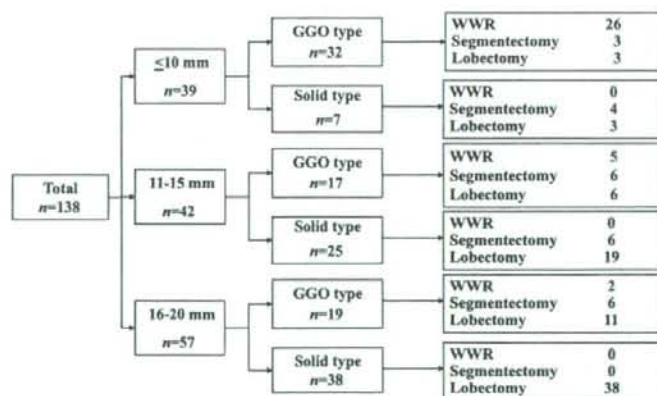 Total
n=138
≤10 mm
n=39
11-15 mm
n=42
16-20 mm
n=57
GGO type
n=32
Solid type
n=7
GGO type
n=17
Solid type
n=25
GGO type
n=19
Solid type
n=38
WWR 26
Segmentectomy 3
Lobectomy 3
WWR 0
Segmentectomy 4
Lobectomy 3
WWR 5
Segmentectomy 6
Lobectomy 6
WWR 0
Segmentectomy 6
Lobectomy 19
WWR 2
Segmentectomy 6
Lobectomy 11
WWR 0
Segmentectomy 0
Lobectomy 38